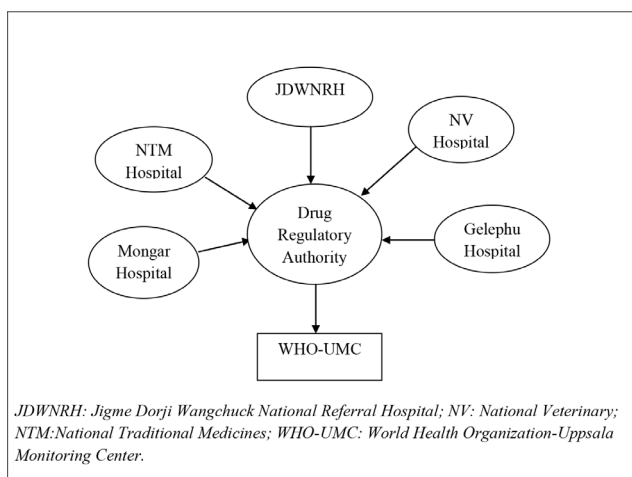 JDWNRH
NV
Hospital
NTM
Hospital
Drug
Regulatory
Authority
Gelephu
Hospital
Mongar
Hospital
WHO-UMC
JDWNRH: Jigme Dorji Wangchuck National Referral Hospital; NV: National Veterinary;
NTM:National Traditional Medicines; WHO-UMC: World Health Organization-Uppsala
Monitoring Center.